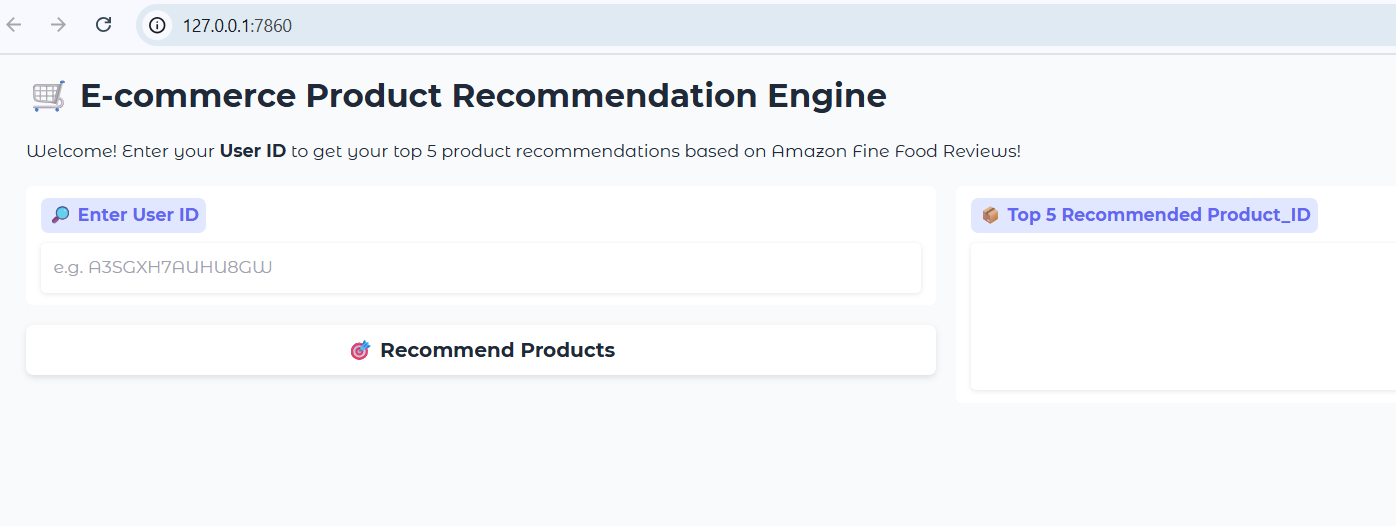 127.0.0.1:7860
E-commerce Product Recommendation Engine
Welcome! Enter your User ID to get your top 5 product recommendations based on Amazon Fine Food Reviews!
Enter User ID
e.g. A3SGXH7AUHU8GW
Recommend Products
Top 5 Recommended Product_ID